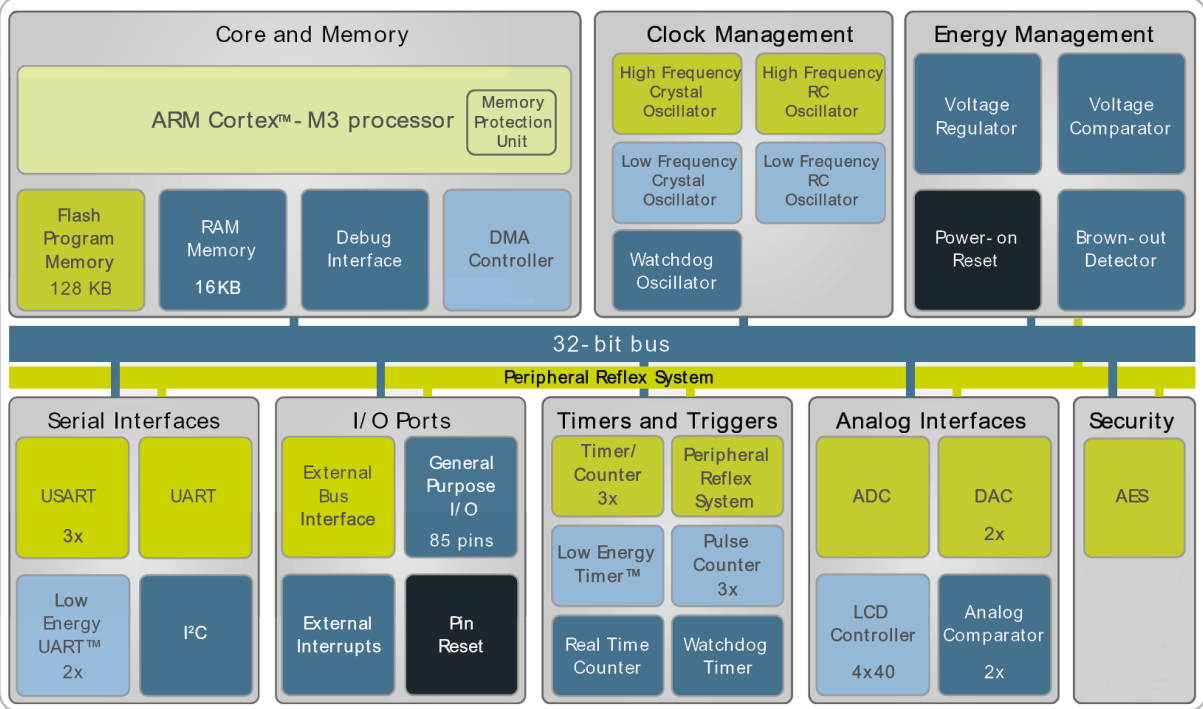 Core and Memory
ARM Cortex™- M3 processor
Memory
Protection
Unit
Flash
Program
Memory
128 KB
RAM
Memory
16KB
Debug
Interface
DMA
Controller
Clock Management
High Frequency
Crystal
Oscillator
High Frequency
RC
Oscillator
Low Frequency
Crystal
Oscillator
Low Frequency
RC
Oscillator
Watchdog
Oscillator
Energy Management
Voltage
Regulator
Voltage
Comparator
Power- on
Reset
Brown- out
Detector
32- bit bus
Peripheral Reflex System
Serial Interfaces
USART
3x
UART
Low
Energy
UART™
2x
I²C
I/ O Ports
External
Bus
Interface
General
Purpose
I/ O
85 pins
External
Interrupts
Pin
Reset
Timers and Triggers
Timer/
Counter
3x
Peripheral
Reflex
System
Low Energy
Timer™
Pulse
Counter
3x
Real Time
Counter
Watchdog
Timer
Analog Interfaces
ADC
DAC
2x
LCD
Controller
4x40
Analog
Comparator
2x
Security
AES